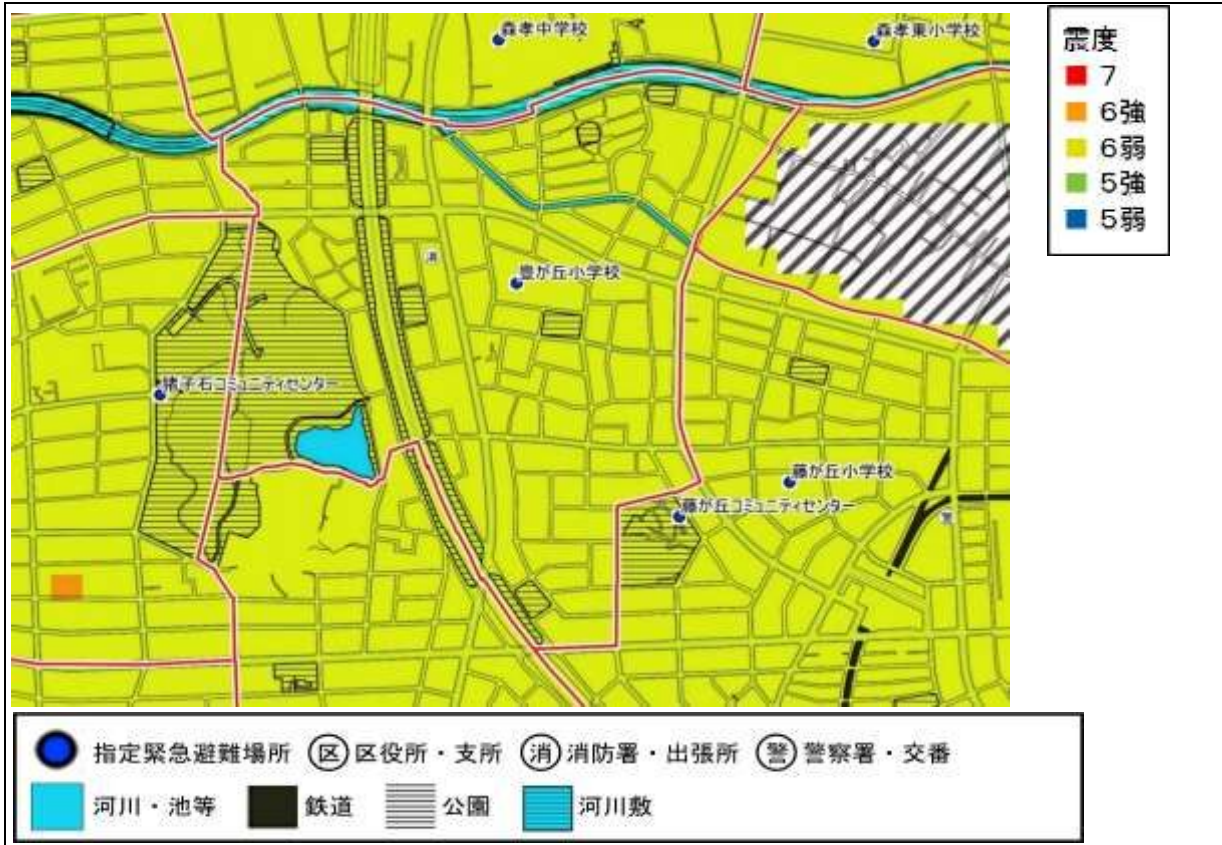 森孝中学校
森孝東小学校
消
豊が丘小学校
猪子石コミュニティセンター
藤が丘小学校
藤が丘コミュニティセンター
警
震度
7
6強
6弱
5強
5弱
指定緊急避難場所 区 区役所・支所 消 消防署・出張所 警 警察署・交番
河川・池等 鉄道 公園 河川敷